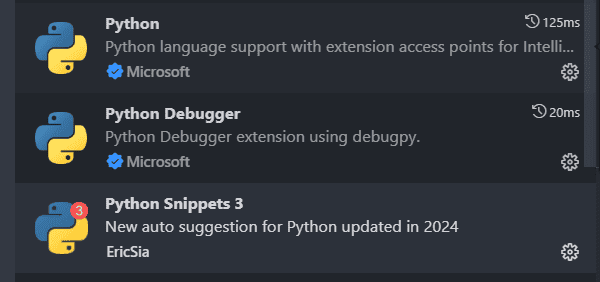 Python
125ms
Python language support with extension access points for Intelli...
Microsoft
Python Debugger
20ms
Python Debugger extension using debugpy.
Microsoft
Python Snippets 3
3
New auto suggestion for Python updated in 2024
EricSia